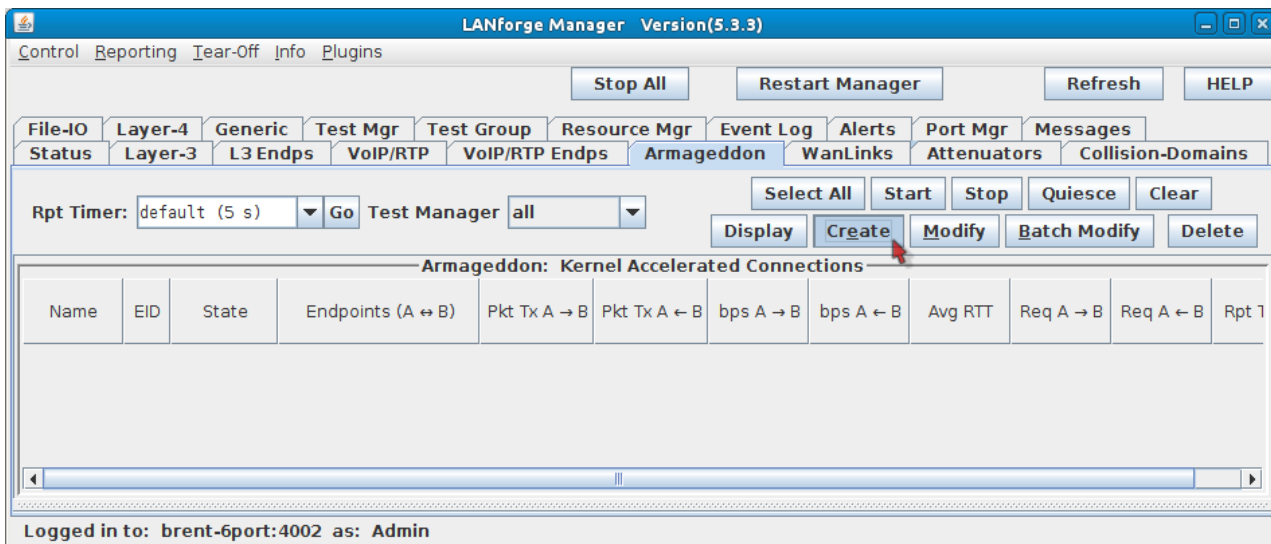 LANforge Manager Version(5.3.3)
Control Reporting Tear-Off Info Plugins
Stop All Restart Manager Refresh HELP
File-IO Layer-4 Generic Test Mgr Test Group Resource Mgr Event Log Alerts Port Mgr Messages
Status Layer-3 L3 Endps VoIP/RTP VoIP/RTP Endps Armageddon WanLinks Attenuators Collision-Domains
Select All Start Stop Quiesce Clear
Rpt Timer: default (5 s) Go Test Manager all
Display Create Modify Batch Modify Delete
Armageddon: Kernel Accelerated Connections
Name EID State Endpoints (A ↔ B) Pkt Tx A → B Pkt Tx A ← B bps A → B bps A ← B Avg RTT Req A → B Req A ← B Rpt
Logged in to: brent-6port:4002 as: Admin